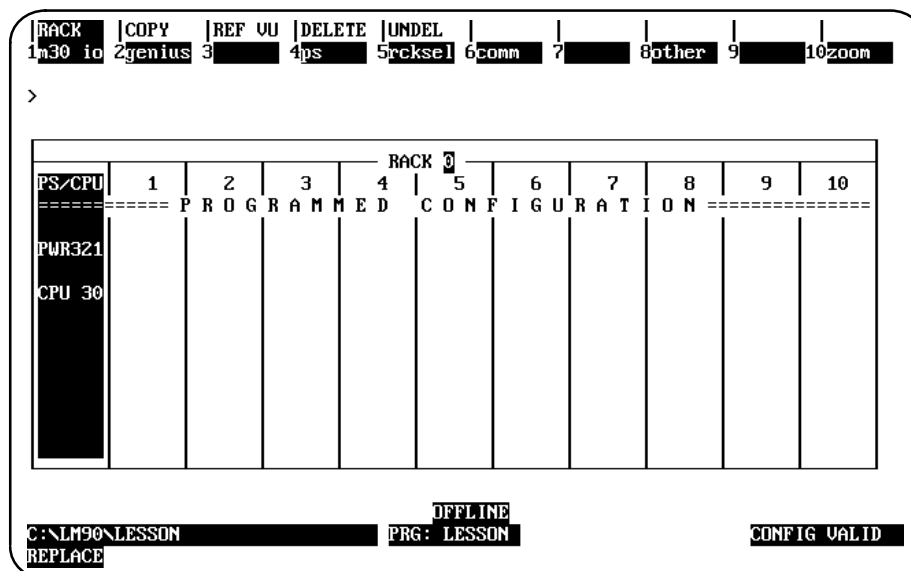 RACK |COPY |REF VU |DELETE |UNDEL | | | | |
1m30 io 2genius 3 4ps 5rcksel 6comm 7 8other 9 10zoom
>
RACK 0
PS/CPU 1 2 3 4 5 6 7 8 9 10
====== ====== P R O G R A M M E D C O N F I G U R A T I O N ===============
PWR321
CPU 30
OFFLINE
C:\LM90\LESSON PRG: LESSON CONFIG VALID
REPLACE